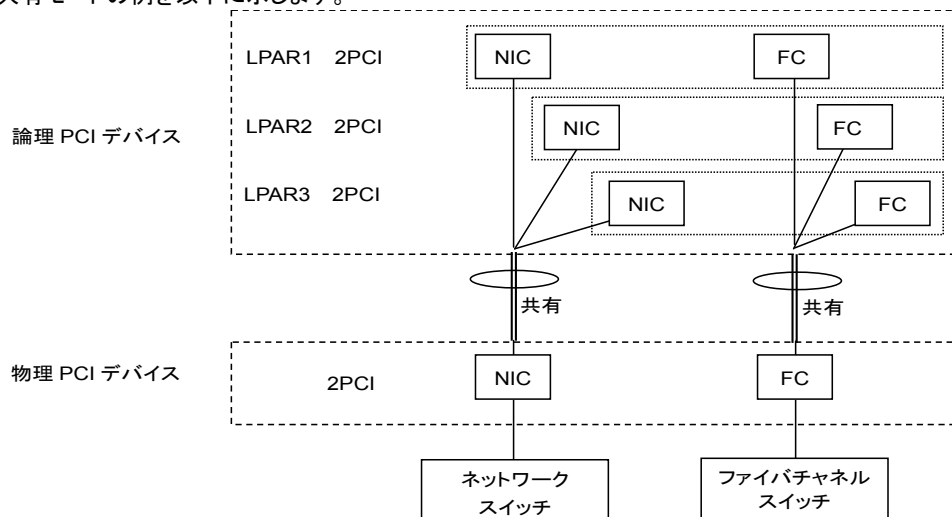 共有モードの例を以下に示します。
LPAR1 2PCI NIC FC
論理 PCI デバイス
LPAR2 2PCI NIC FC
LPAR3 2PCI NIC FC
共有 共有
物理 PCI デバイス
2PCI NIC FC
ネットワーク
スイッチ
ファイバチャネル
スイッチ